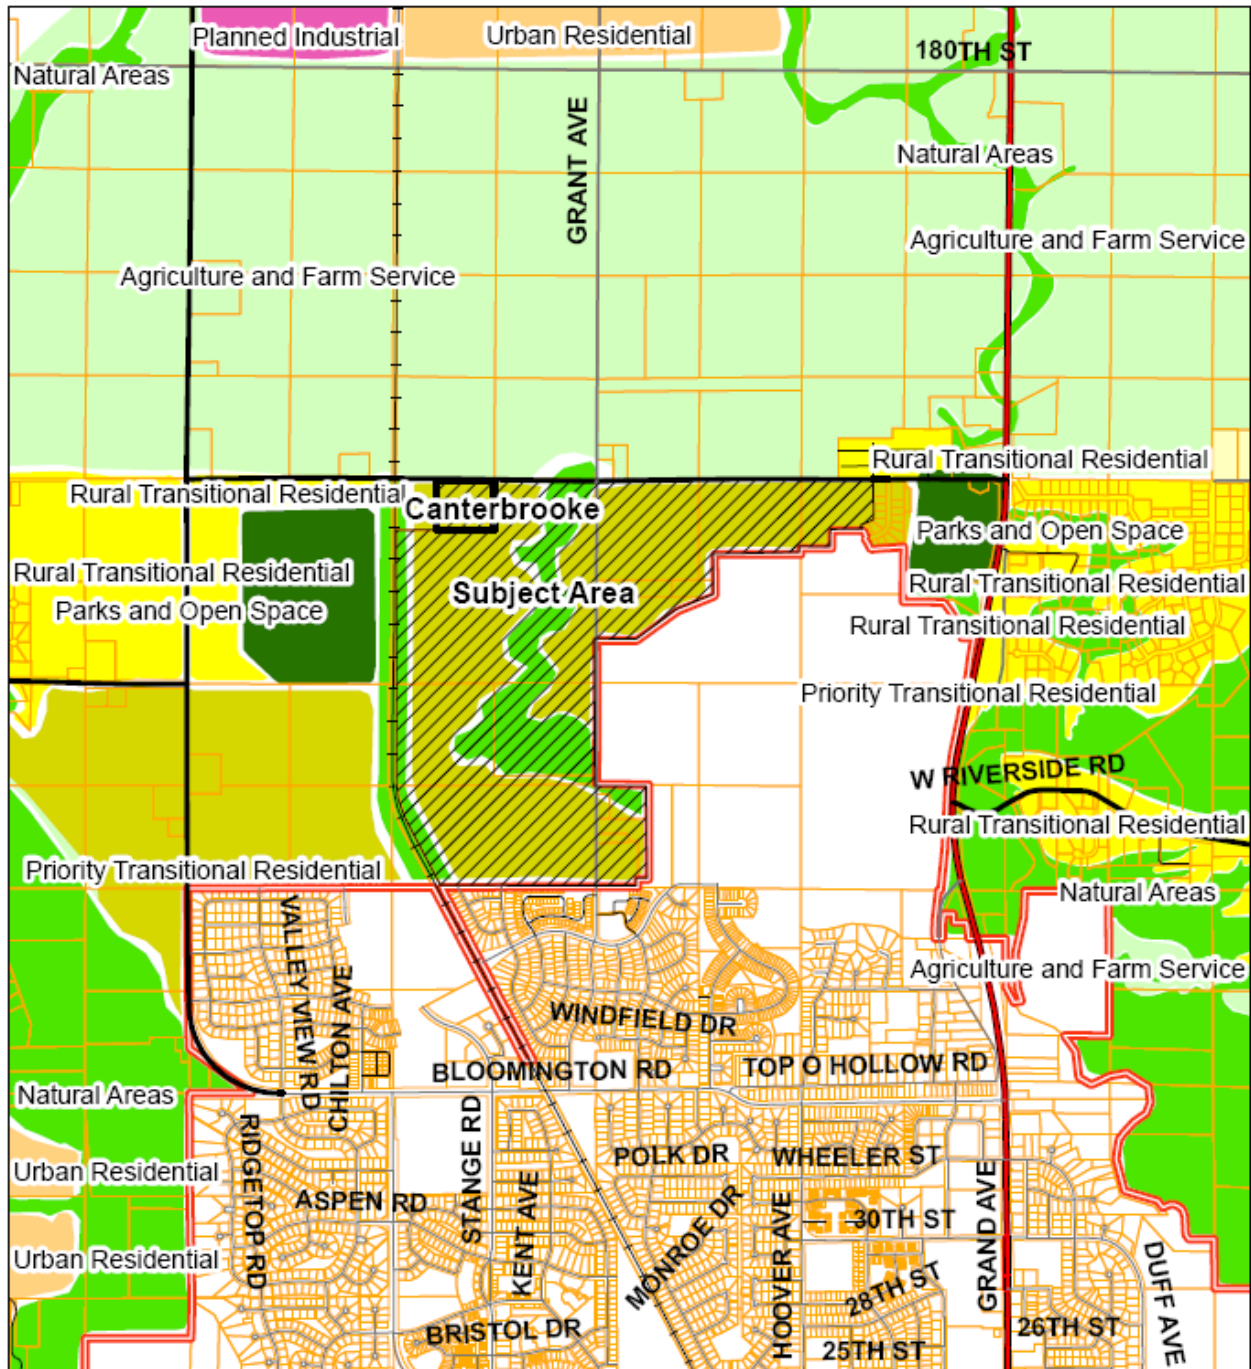 Planned Industrial
Urban Residential
180TH ST
Natural Areas
GRANT AVE
Natural Areas
Agriculture and Farm Service
Agriculture and Farm Service
Rural Transitional Residential
Rural Transitional Residential
Canterbrooke
Parks and Open Space
Rural Transitional Residential
Rural Transitional Residential
Subject Area
Parks and Open Space
Rural Transitional Residential
Priority Transitional Residential
W RIVERSIDE RD
Rural Transitional Residential
Priority Transitional Residential
Natural Areas
VALLEY VIEW RD
CHILTON AVE
Agriculture and Farm Service
WINDFIELD DR
BLOOMINGTON RD
TOP O HOLLOW RD
Natural Areas
RIDGETOP RD
STANGE RD
KENT AVE
POLK DR
WHEELER ST
Urban Residential
ASPEN RD
MONROE DR
HOOVER AVE
30TH ST
GRAND AVE
Urban Residential
28TH ST
DUFF AVE
BRISTOL DR
25TH ST
26TH ST